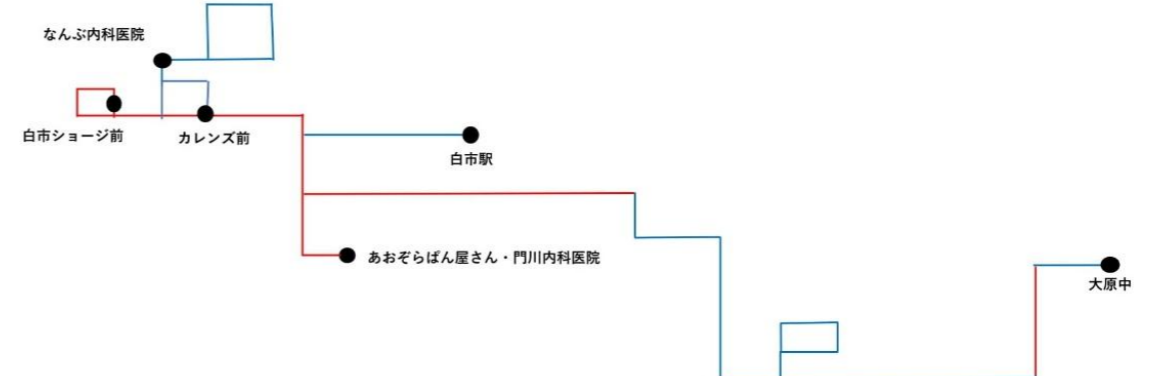 なんぶ内科医院
白市ショージ前
カレンズ前
白市駅
あおぞらぱん屋さん・門川内科医院
大原中